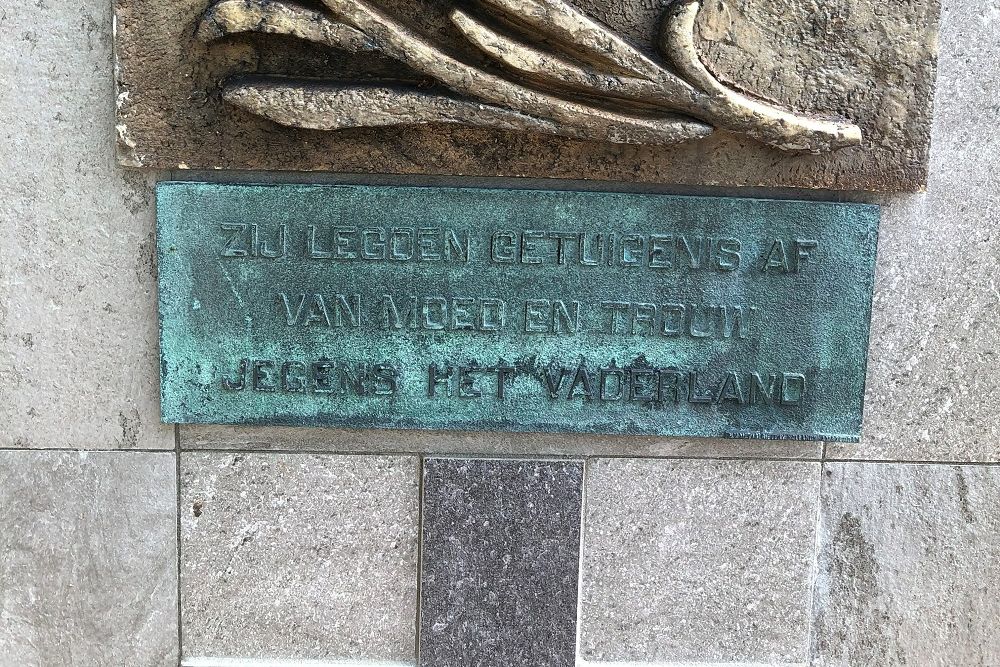 ZIJ LEGDEN GETUIGENIS AF
VAN MOED EN TROUW
JEGENS HET VADERLAND